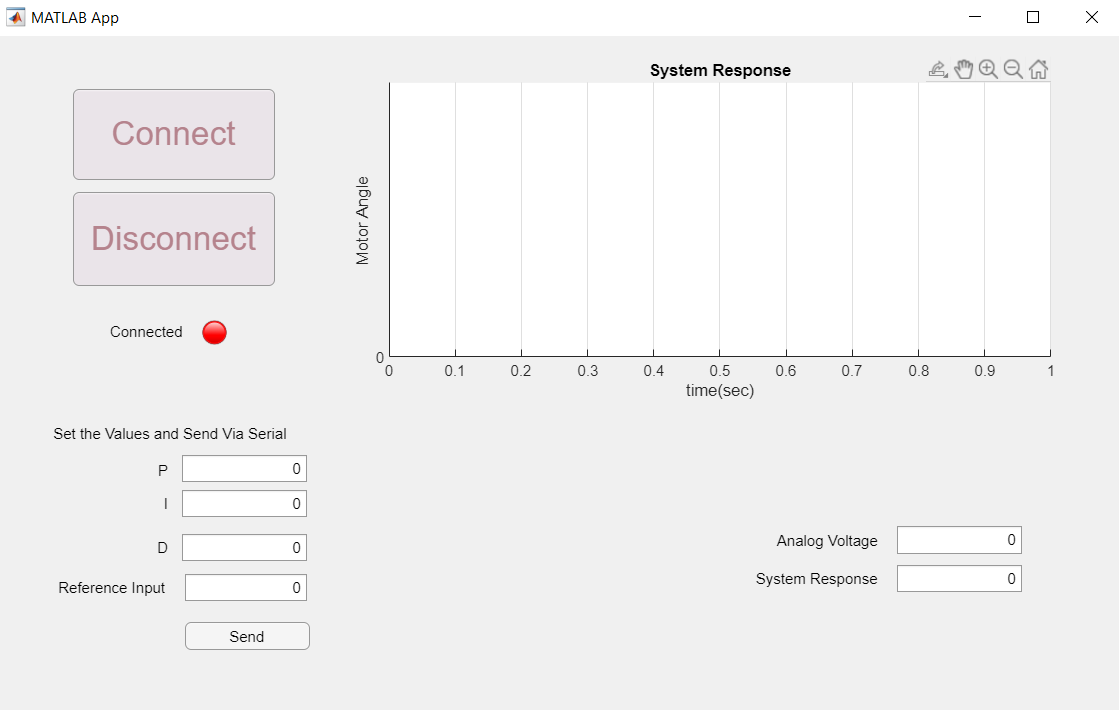 MATLAB App
Connect
Disconnect
Connected
System Response
Motor Angle
0
0 0.1 0.2 0.3 0.4 0.5 0.6 0.7 0.8 0.9 1
time(sec)
Set the Values and Send Via Serial
P 0
I 0
D 0
Reference Input 0
Send
Analog Voltage 0
System Response 0